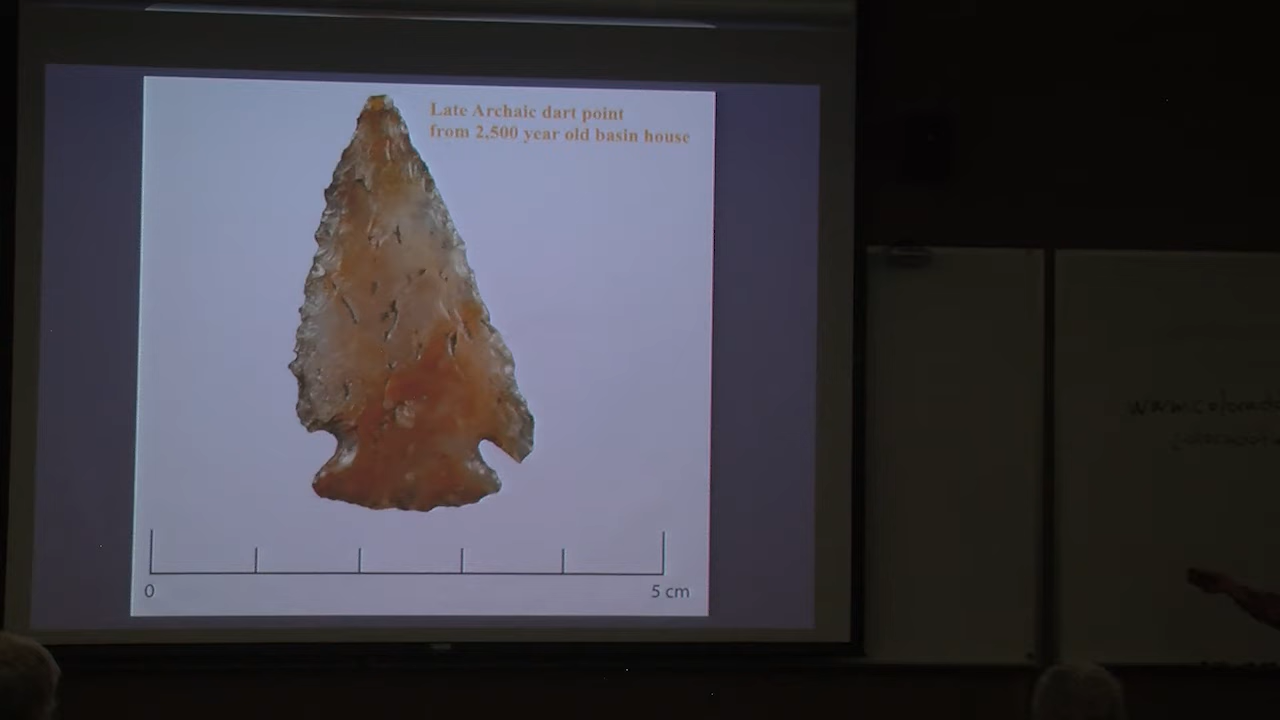 Late Archaic dart point
from 2,500 year old basin house
0
5 cm